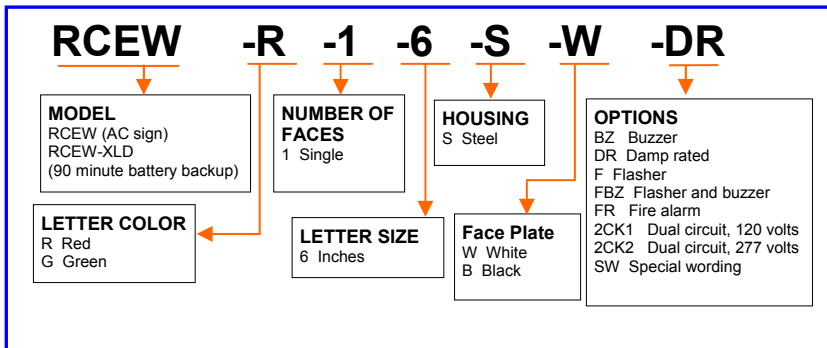 RCEW -R -1 -6 -S -W -DR
MODEL
RCEW (AC sign)
RCEW-XLD
(90 minute battery backup)
LETTER COLOR
R Red
G Green
NUMBER OF
FACES
1 Single
LETTER SIZE
6 Inches
HOUSING
S Steel
Face Plate
W White
B Black
OPTIONS
BZ Buzzer
DR Damp rated
F Flasher
FBZ Flasher and buzzer
FR Fire alarm
2CK1 Dual circuit, 120 volts
2CK2 Dual circuit, 277 volts
SW Special wording